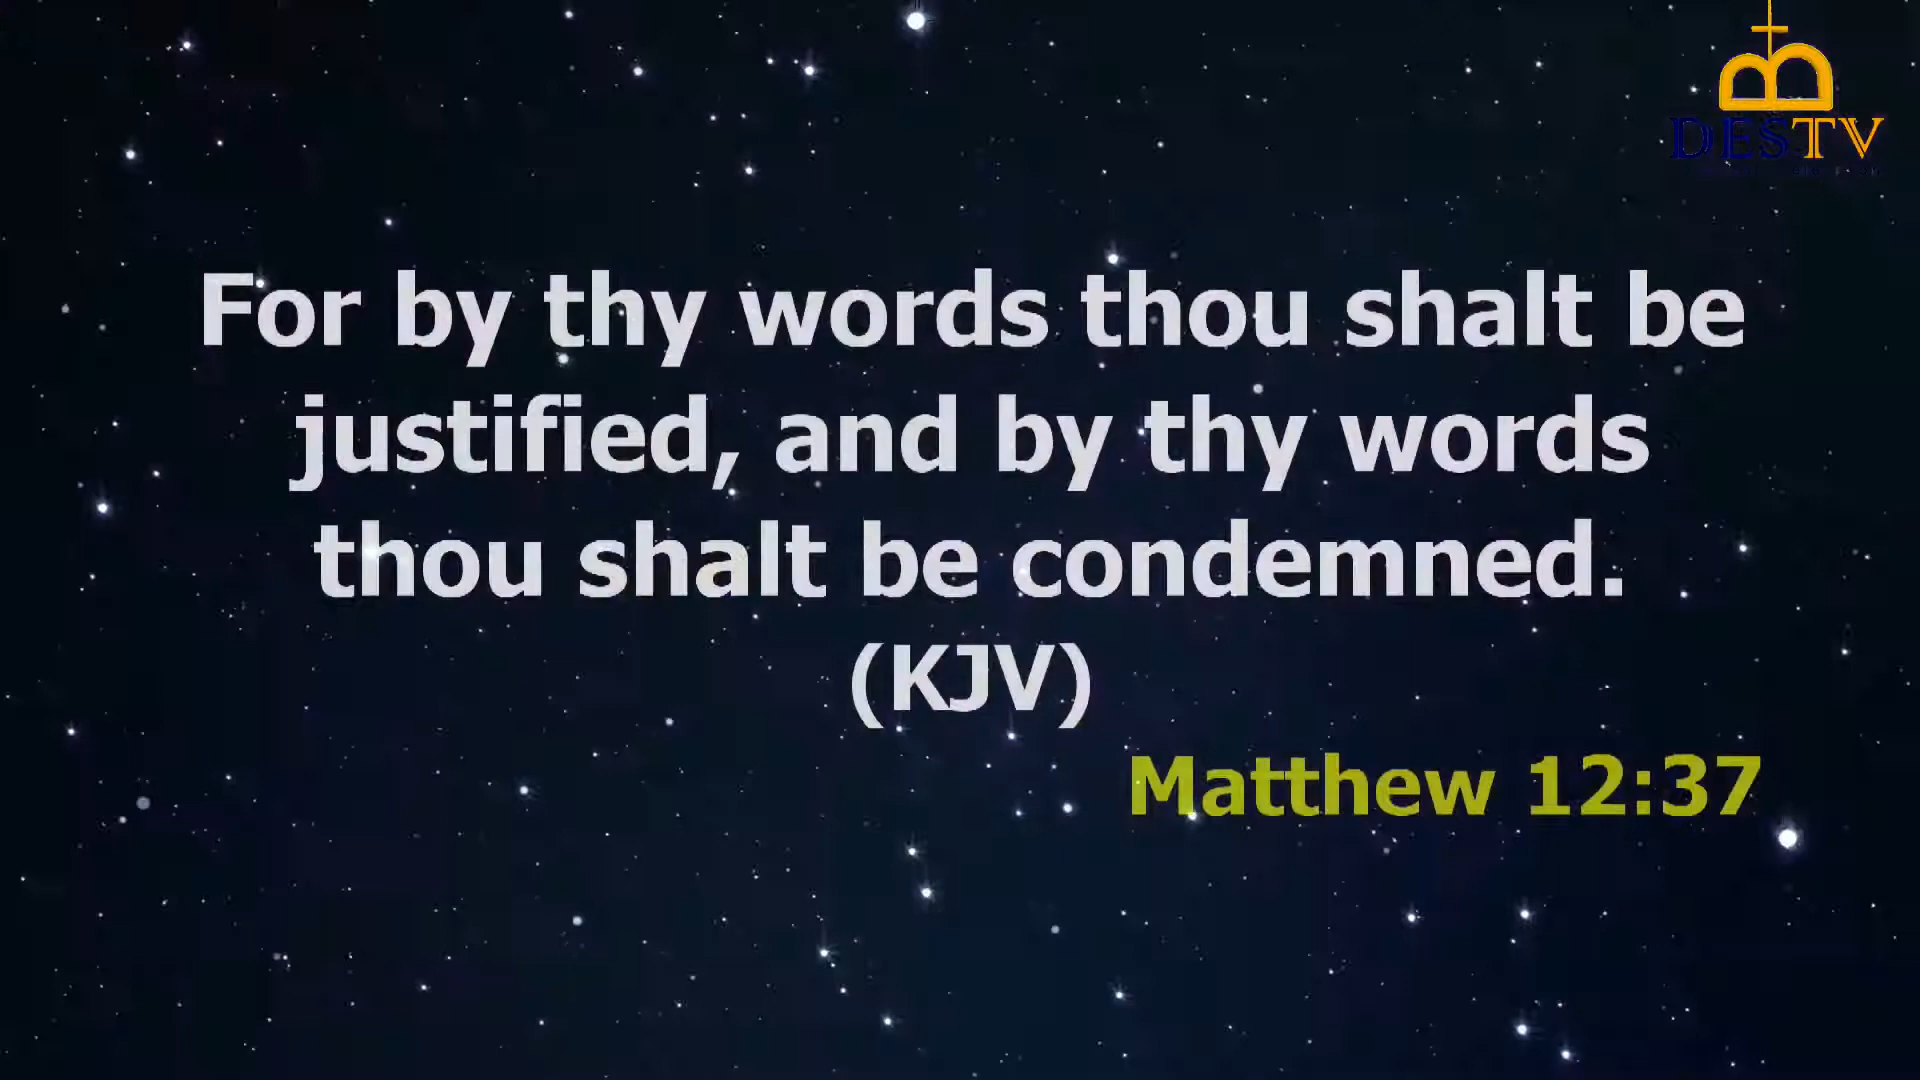 DESTV
For by thy words thou shalt be
justified, and by thy words
thou shalt be condemned.
(KJV)
Matthew 12:37